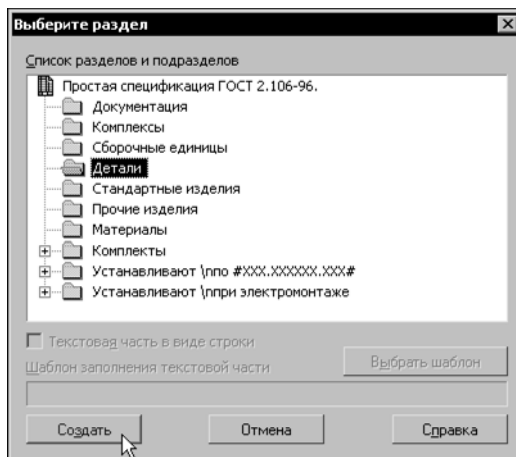 Выберите раздел
Список разделов и подразделов
Простая спецификация ГОСТ 2.106-96.
Документация
Комплексы
Сборочные единицы
Детали
Стандартные изделия
Прочие изделия
Материалы
Комплекты
Устанавливают \nпо #XXX.XXXXXX.XXX#
Устанавливают \nпри электромонтаже
Текстовая часть в виде строки
Шаблон заполнения текстовой части
Выбрать шаблон
Создать
Отмена
Справка